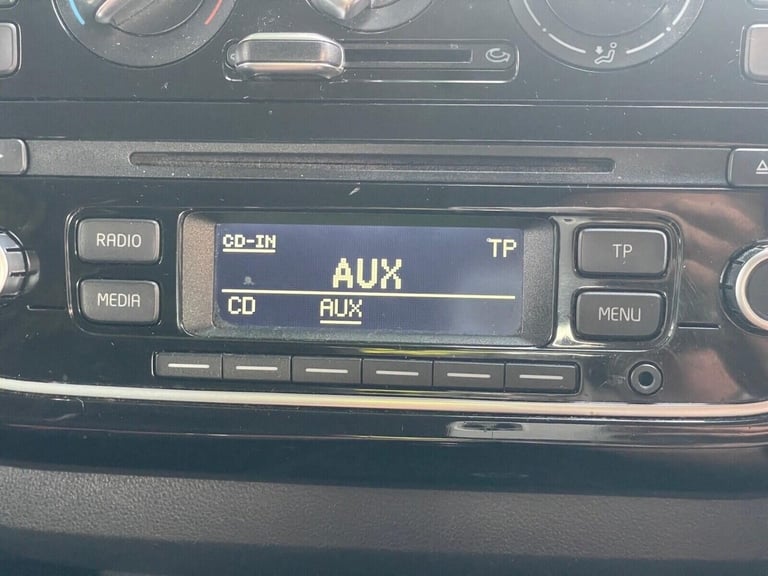 RADIO
MEDIA
CD-IN
TP
AUX
CD AUX
TP
MENU